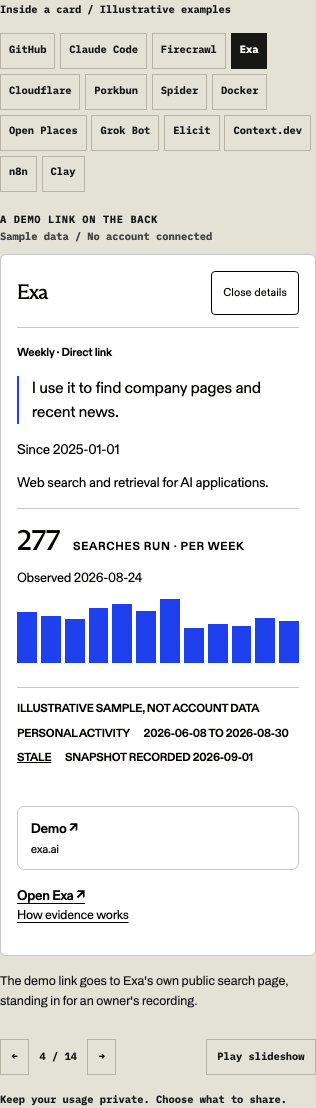 Inside a card / Illustrative examples
GitHub Claude Code Firecrawl Exa
Cloudflare Porkbun Spider Docker
Open Places Grok Bot Elicit Context.dev
n8n Clay
A DEMO LINK ON THE BACK
Sample data / No account connected
Exa Close details
Weekly · Direct link
I use it to find company pages and
recent news.
Since 2025-01-01
Web search and retrieval for AI applications.
277 SEARCHES RUN · PER WEEK
Observed 2026-08-24
ILLUSTRATIVE SAMPLE, NOT ACCOUNT DATA
PERSONAL ACTIVITY 2026-06-08 TO 2026-08-30
STALE SNAPSHOT RECORDED 2026-09-01
Demo ↗
exa.ai
Open Exa ↗
How evidence works
The demo link goes to Exa's own public search page,
standing in for an owner's recording.
← 4 / 14 → Play slideshow
Keep your usage private. Choose what to share.